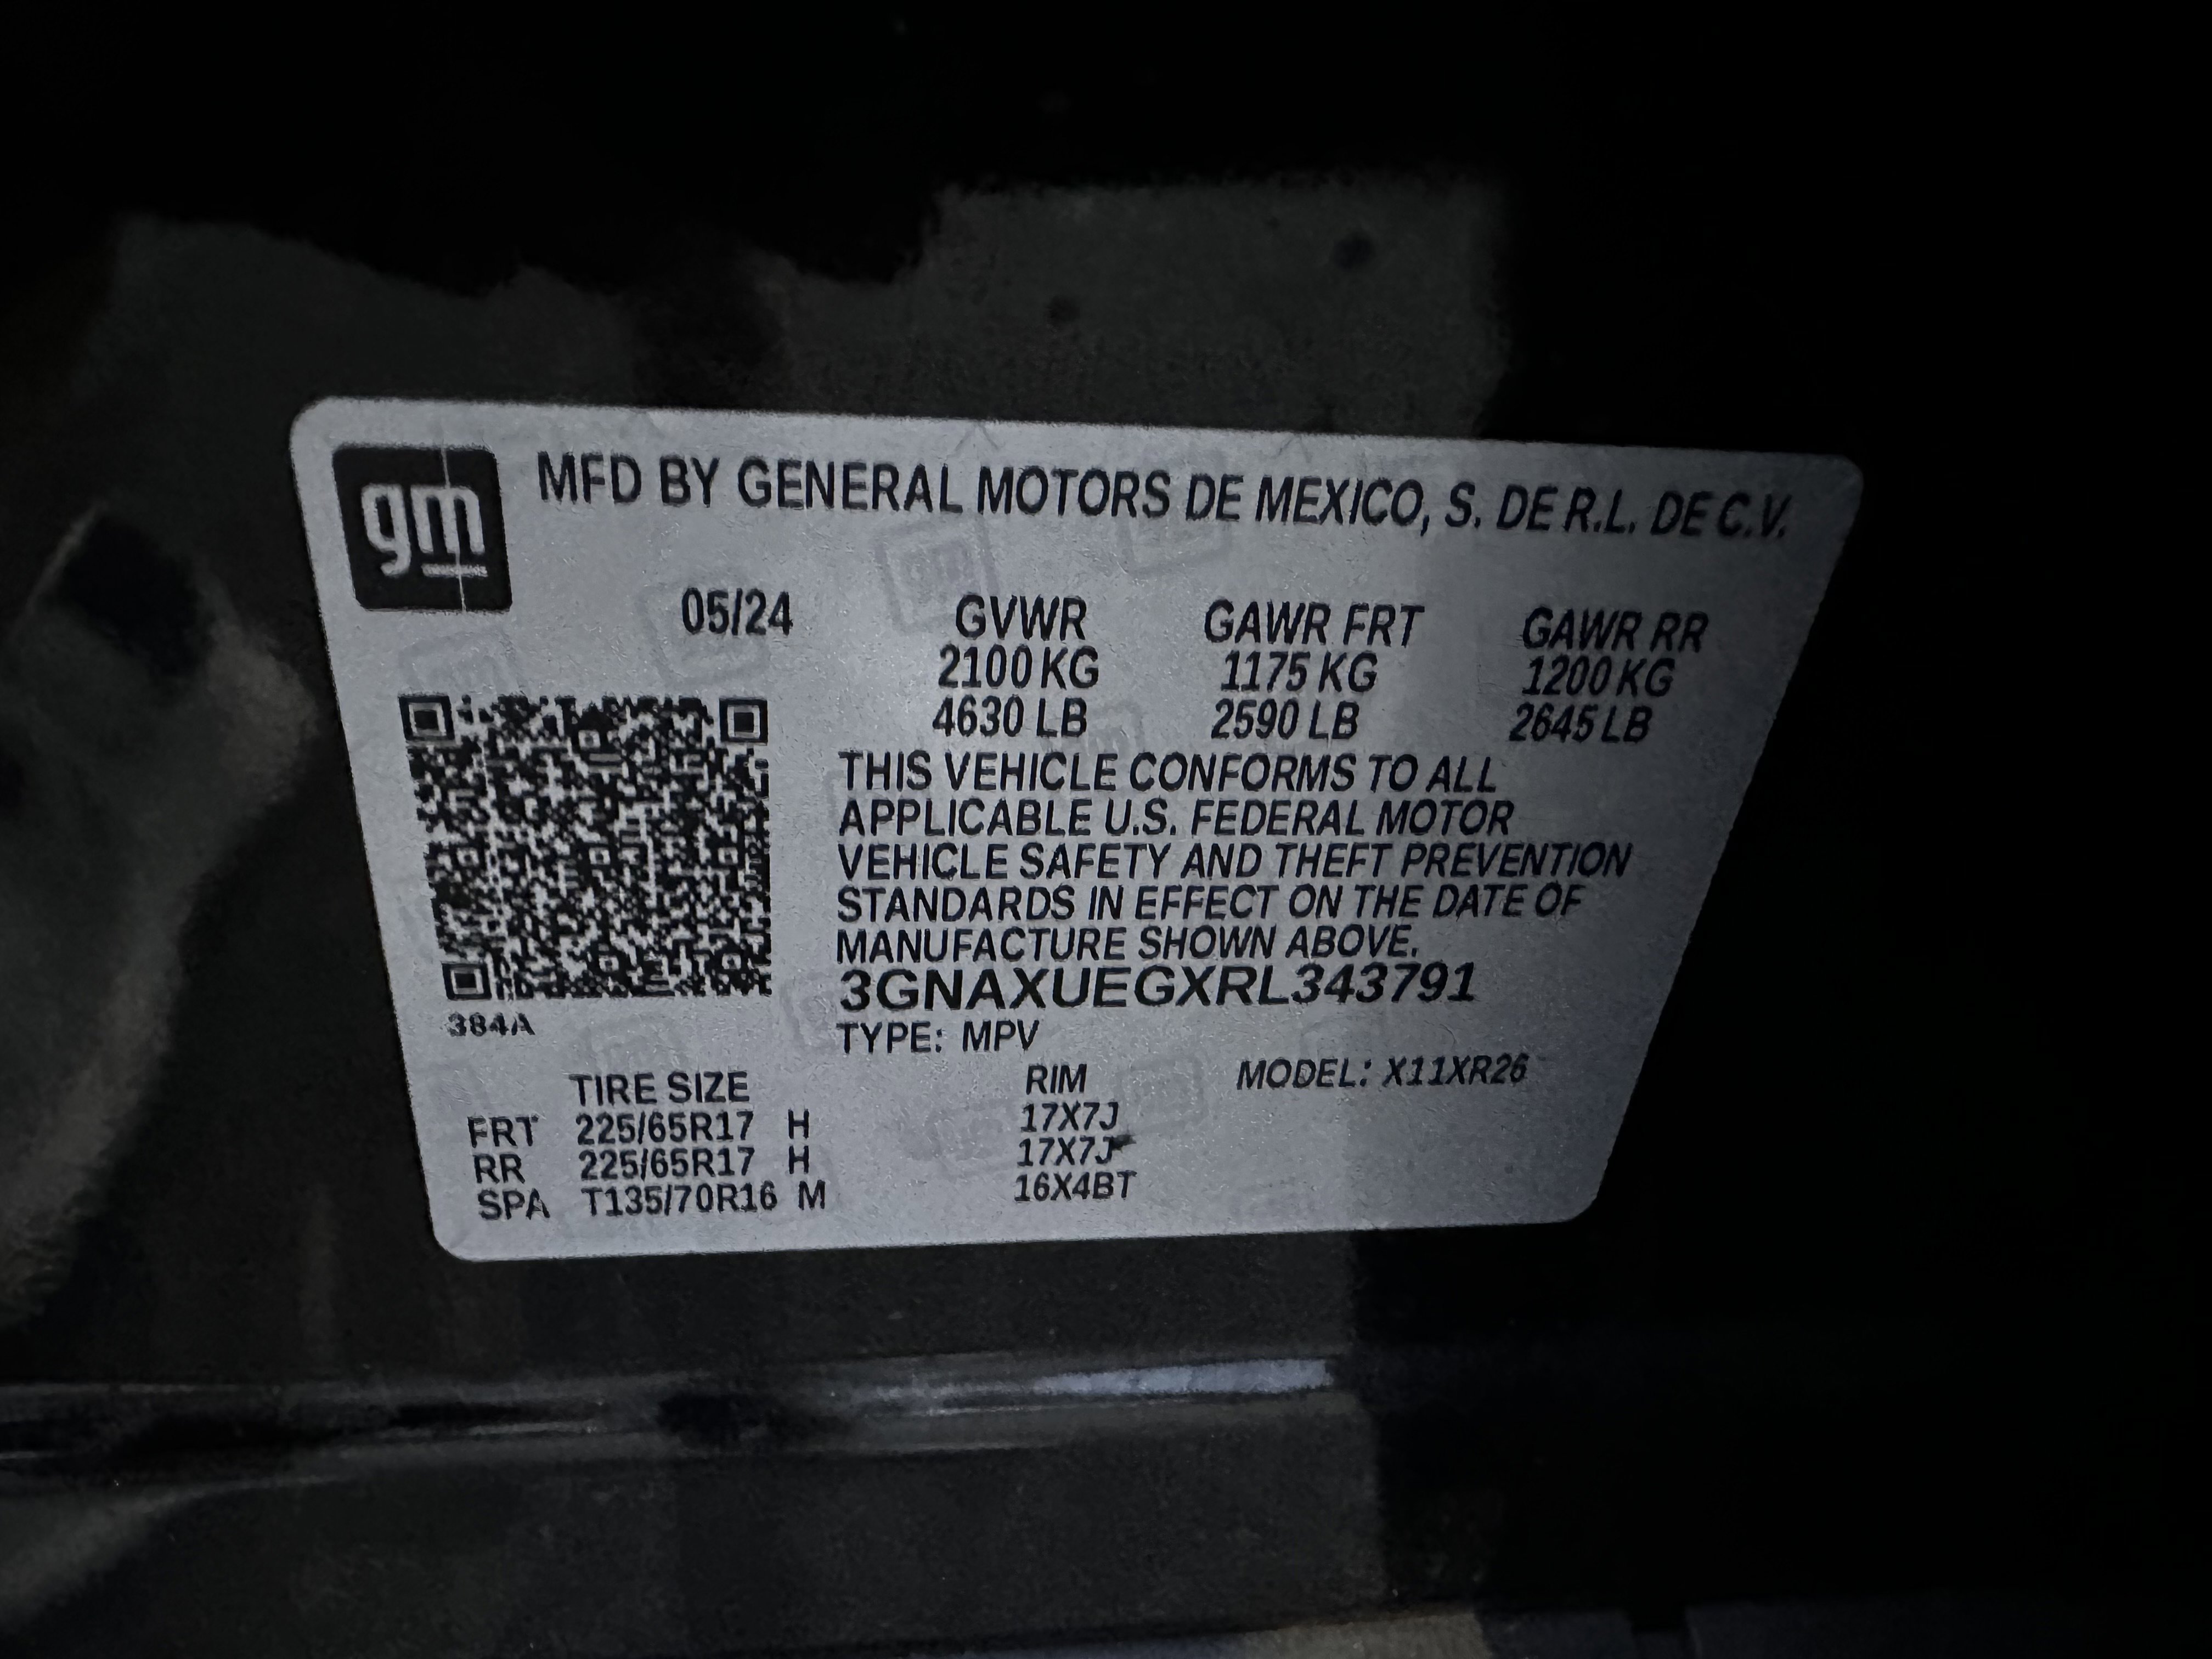 gm
MFD BY GENERAL MOTORS DE MEXICO, S. DE R.L. DE C.V.
05/24 GVWR GAWR FRT GAWR RR
2100 KG 1175 KG 1200 KG
4630 LB 2590 LB 2645 LB
THIS VEHICLE CONFORMS TO ALL
APPLICABLE U.S. FEDERAL MOTOR
VEHICLE SAFETY AND THEFT PREVENTION
STANDARDS IN EFFECT ON THE DATE OF
MANUFACTURE SHOWN ABOVE.
3GNAXUEGXRL343791
384A
TYPE: MPV
TIRE SIZE RIM MODEL: X11XR26
FRT 225/65R17 H 17X7J
RR 225/65R17 H 17X7J
SPA T135/70R16 M 16X4BT